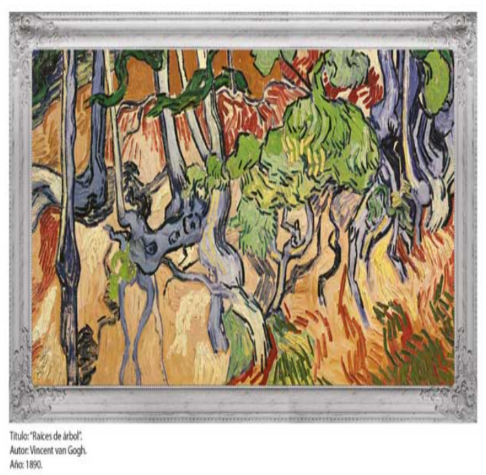 Título: "Raíces de árbol".
Autor: Vincent van Gogh.
Año: 1890.